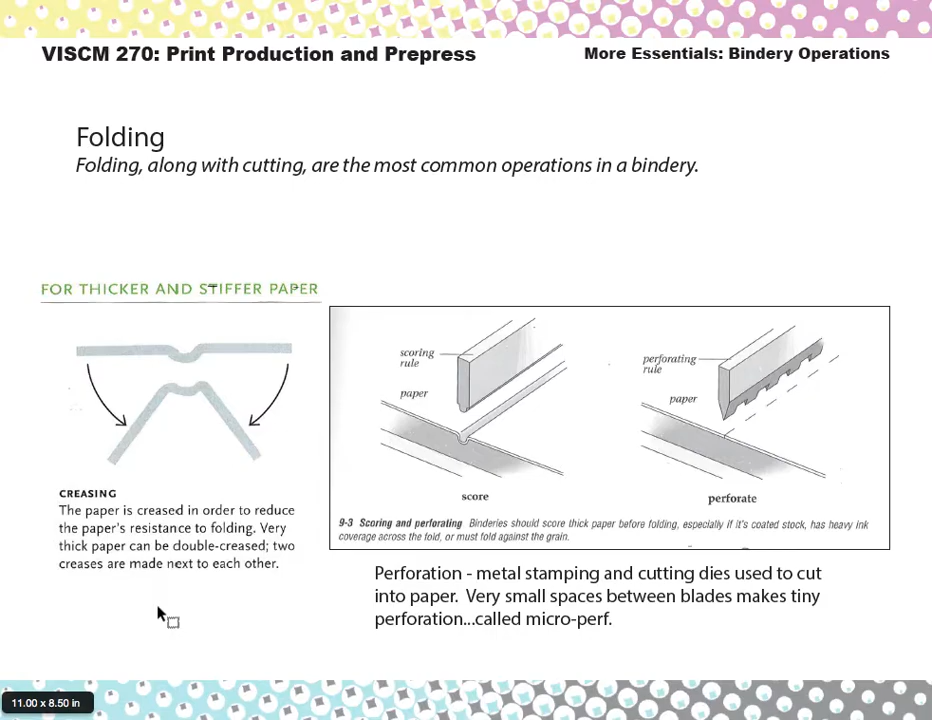 VISCM 270: Print Production and Prepress
More Essentials: Bindery Operations
Folding
Folding, along with cutting, are the most common operations in a bindery.
FOR THICKER AND STIFFER PAPER
CREASING
The paper is creased in order to reduce
the paper's resistance to folding. Very
thick paper can be double-creased; two
creases are made next to each other.
scoring
rule
paper
score
perforating
rule
paper
perforate
9-3 Scoring and perforating Binderies should score thick paper before folding, especially if it's coated stock, has heavy ink
coverage across the fold, or must fold against the grain.
Perforation - metal stamping and cutting dies used to cut
into paper. Very small spaces between blades makes tiny
perforation...called micro-perf.
11.00 x 8.50 in